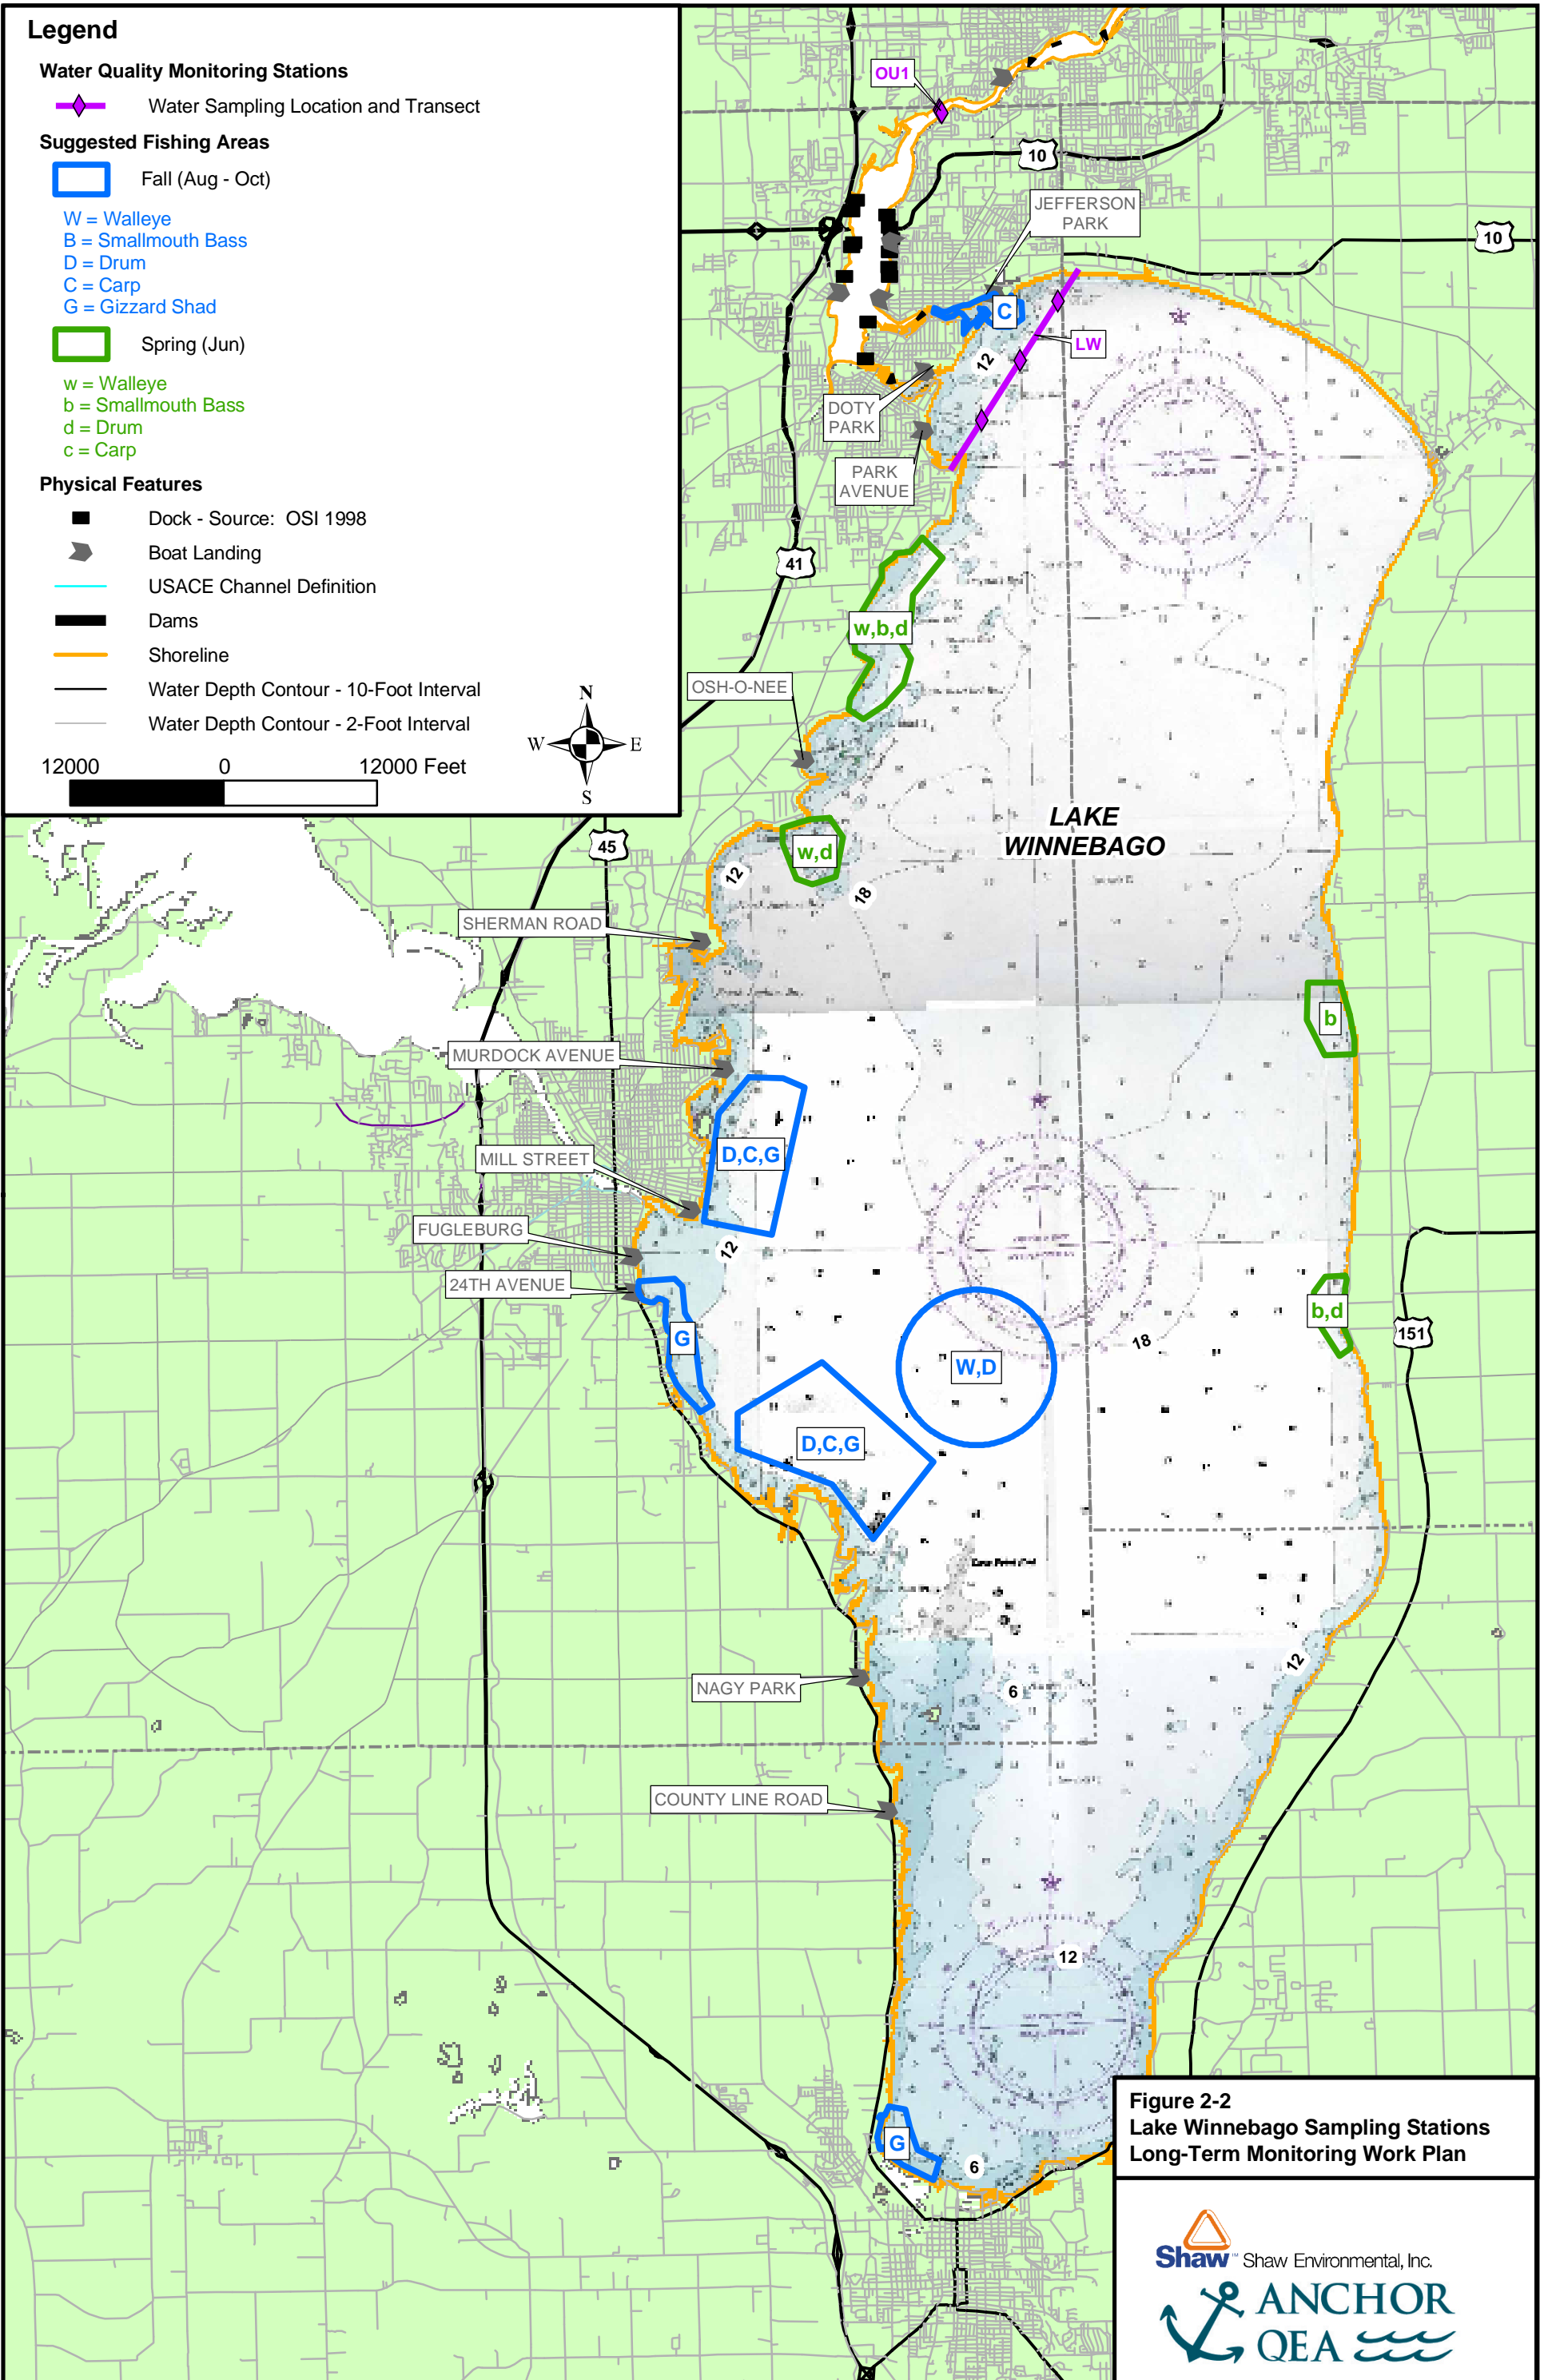 Legend
Water Quality Monitoring Stations
Water Sampling Location and Transect
Suggested Fishing Areas
Fall (Aug - Oct)
W = Walleye
B = Smallmouth Bass
D = Drum
C = Carp
G = Gizzard Shad
Spring (Jun)
w = Walleye
b = Smallmouth Bass
d = Drum
c = Carp
Physical Features
Dock - Source: OSI 1998
Boat Landing
USACE Channel Definition
Dams
Shoreline
Water Depth Contour - 10-Foot Interval
Water Depth Contour - 2-Foot Interval
12000 0 12000 Feet
N
W E
S
OU1
10
JEFFERSON
PARK
10
C
LW
12
DOTY
PARK
PARK
AVENUE
41
w,b,d
OSH-O-NEE
LAKE
WINNEBAGO
45
w,d
12
18
SHERMAN ROAD
b
MURDOCK AVENUE
D,C,G
MILL STREET
FUGLEBURG
12
24TH AVENUE
b,d
151
G
18
W,D
D,C,G
12
NAGY PARK
6
COUNTY LINE ROAD
12
G
6
Figure 2-2
Lake Winnebago Sampling Stations
Long-Term Monitoring Work Plan
Shaw™ Shaw Environmental, Inc.
ANCHOR
QEA